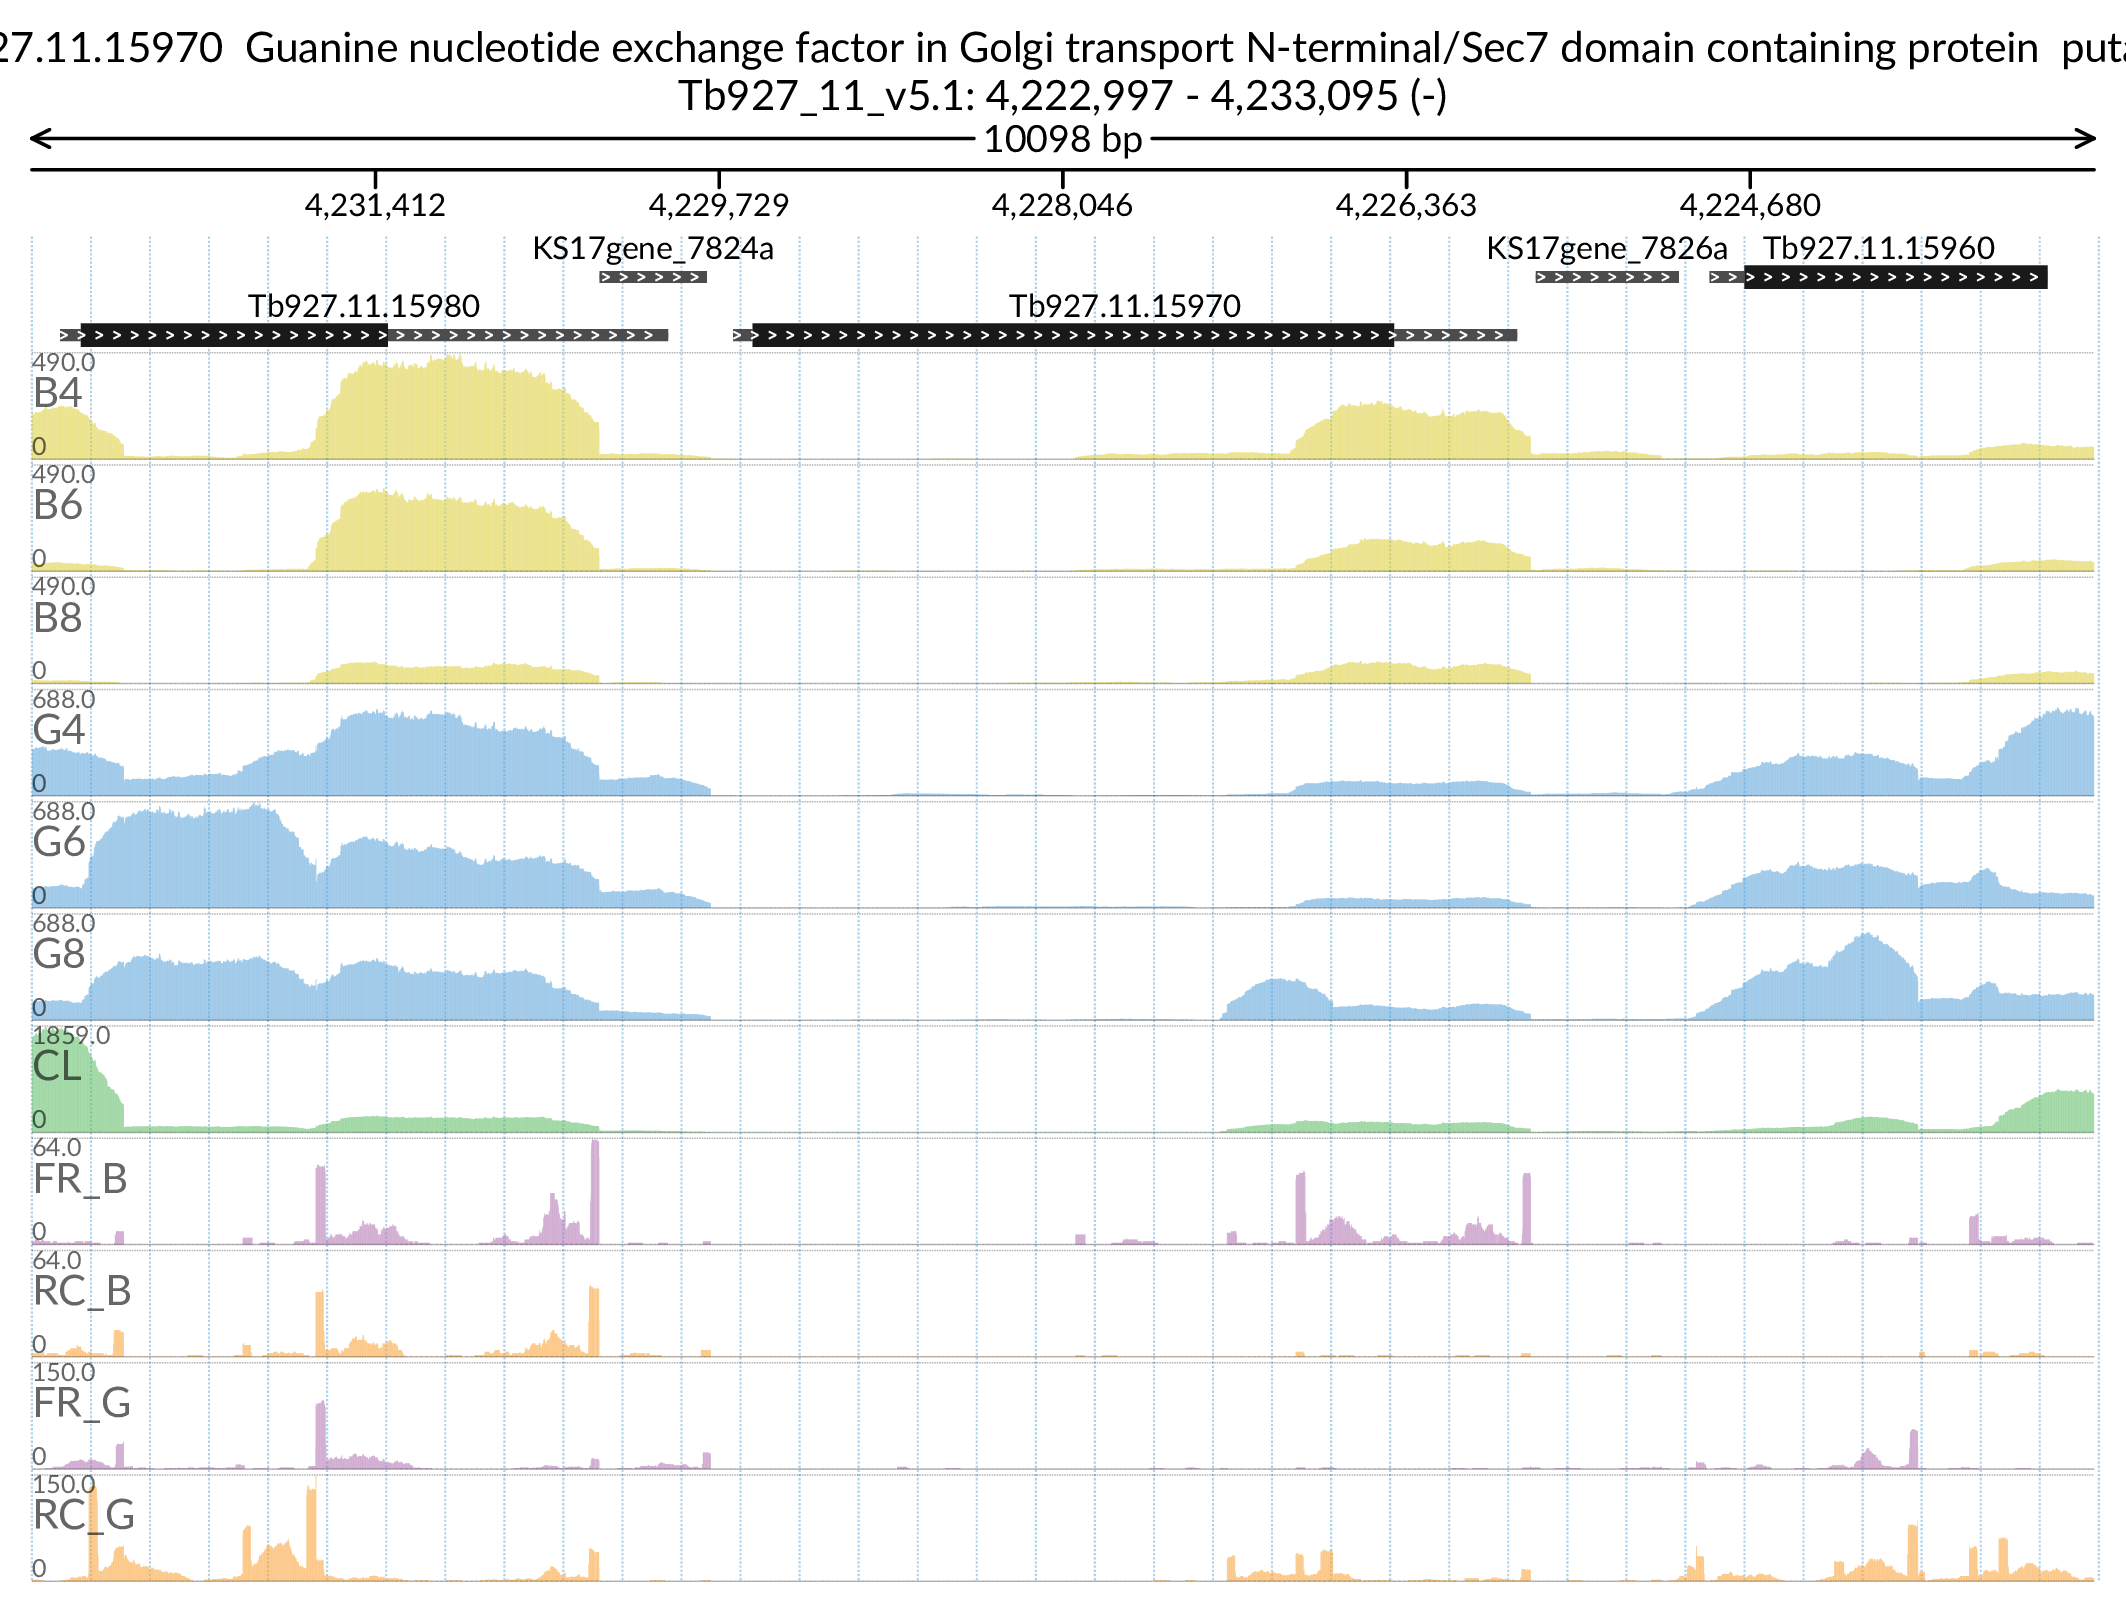 27.11.15970 Guanine nucleotide exchange factor in Golgi transport N-terminal/Sec7 domain containing protein
Tb927_11_v5.1: 4,222,997 - 4,233,095 (-)
10098 bp
4,231,412 4,229,729 4,228,046 4,226,363 4,224,680
KS17gene_7824a KS17gene_7826a Tb927.11.15960
Tb927.11.15980 Tb927.11.15970
490.0
B4
0
490.0
B6
0
490.0
B8
0
688.0
G4
0
688.0
G6
0
688.0
G8
0
1859.0
CL
0
64.0
FR_B
0
64.0
RC_B
0
150.0
FR_G
0
150.0
RC_G
0